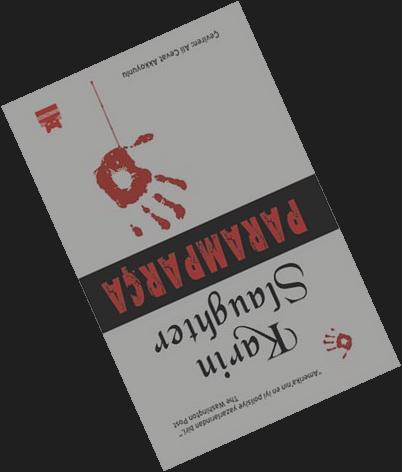 "Amerika'nın en iyi polisiye yazarlarından biri,"
The Washington Post
Karin
Slaughter
PARAMPARÇA
Çeviren: Ali Cevat Akkoyunlu